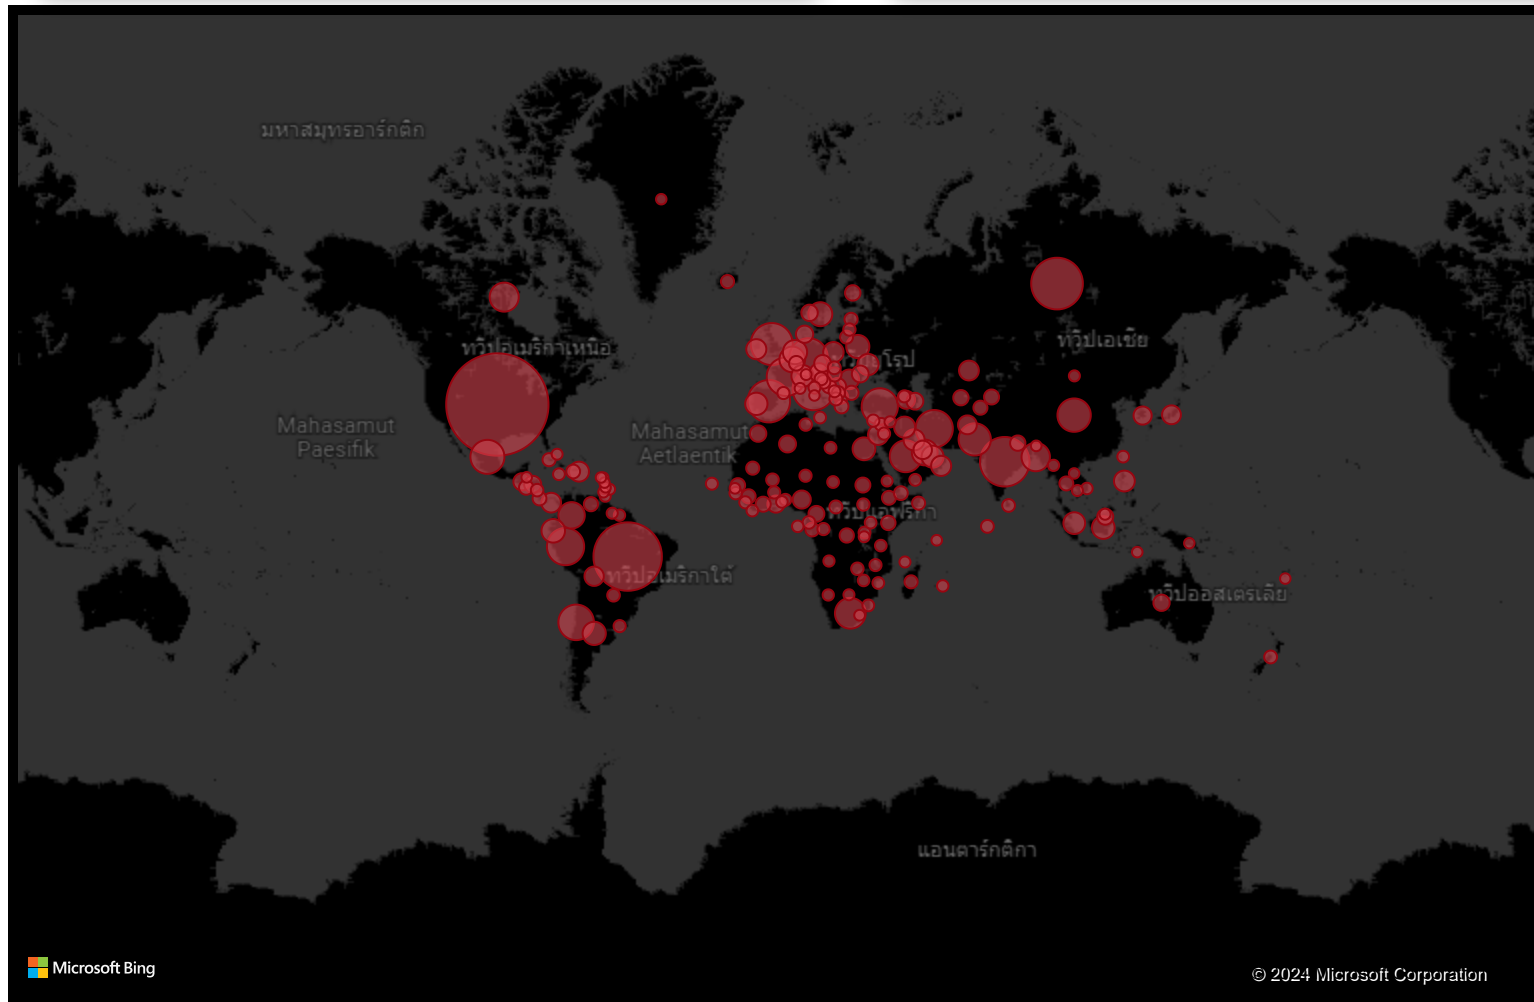 มหาสมุทรอาร์กติก
ทวีปอเมริกาเหนือ
ทวีปเอเชีย
Mahasamut
Paesifik
Mahasamut
Aetlaentik
ทวีปแอฟริกา
ทวีปอเมริกาใต้
ทวีปออสเตรเลีย
แอนตาร์กติกา
Microsoft Bing
© 2024 Microsoft Corporation